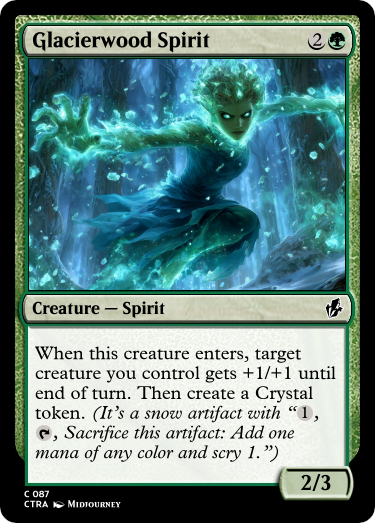 Glacierwood Spirit 2
Creature — Spirit
When this creature enters, target
creature you control gets +1/+1 until
end of turn. Then create a Crystal
token. (It's a snow artifact with “1,
, Sacrifice this artifact: Add one
mana of any color and scry 1.”)
2/3
C 087
CTRA Midjourney